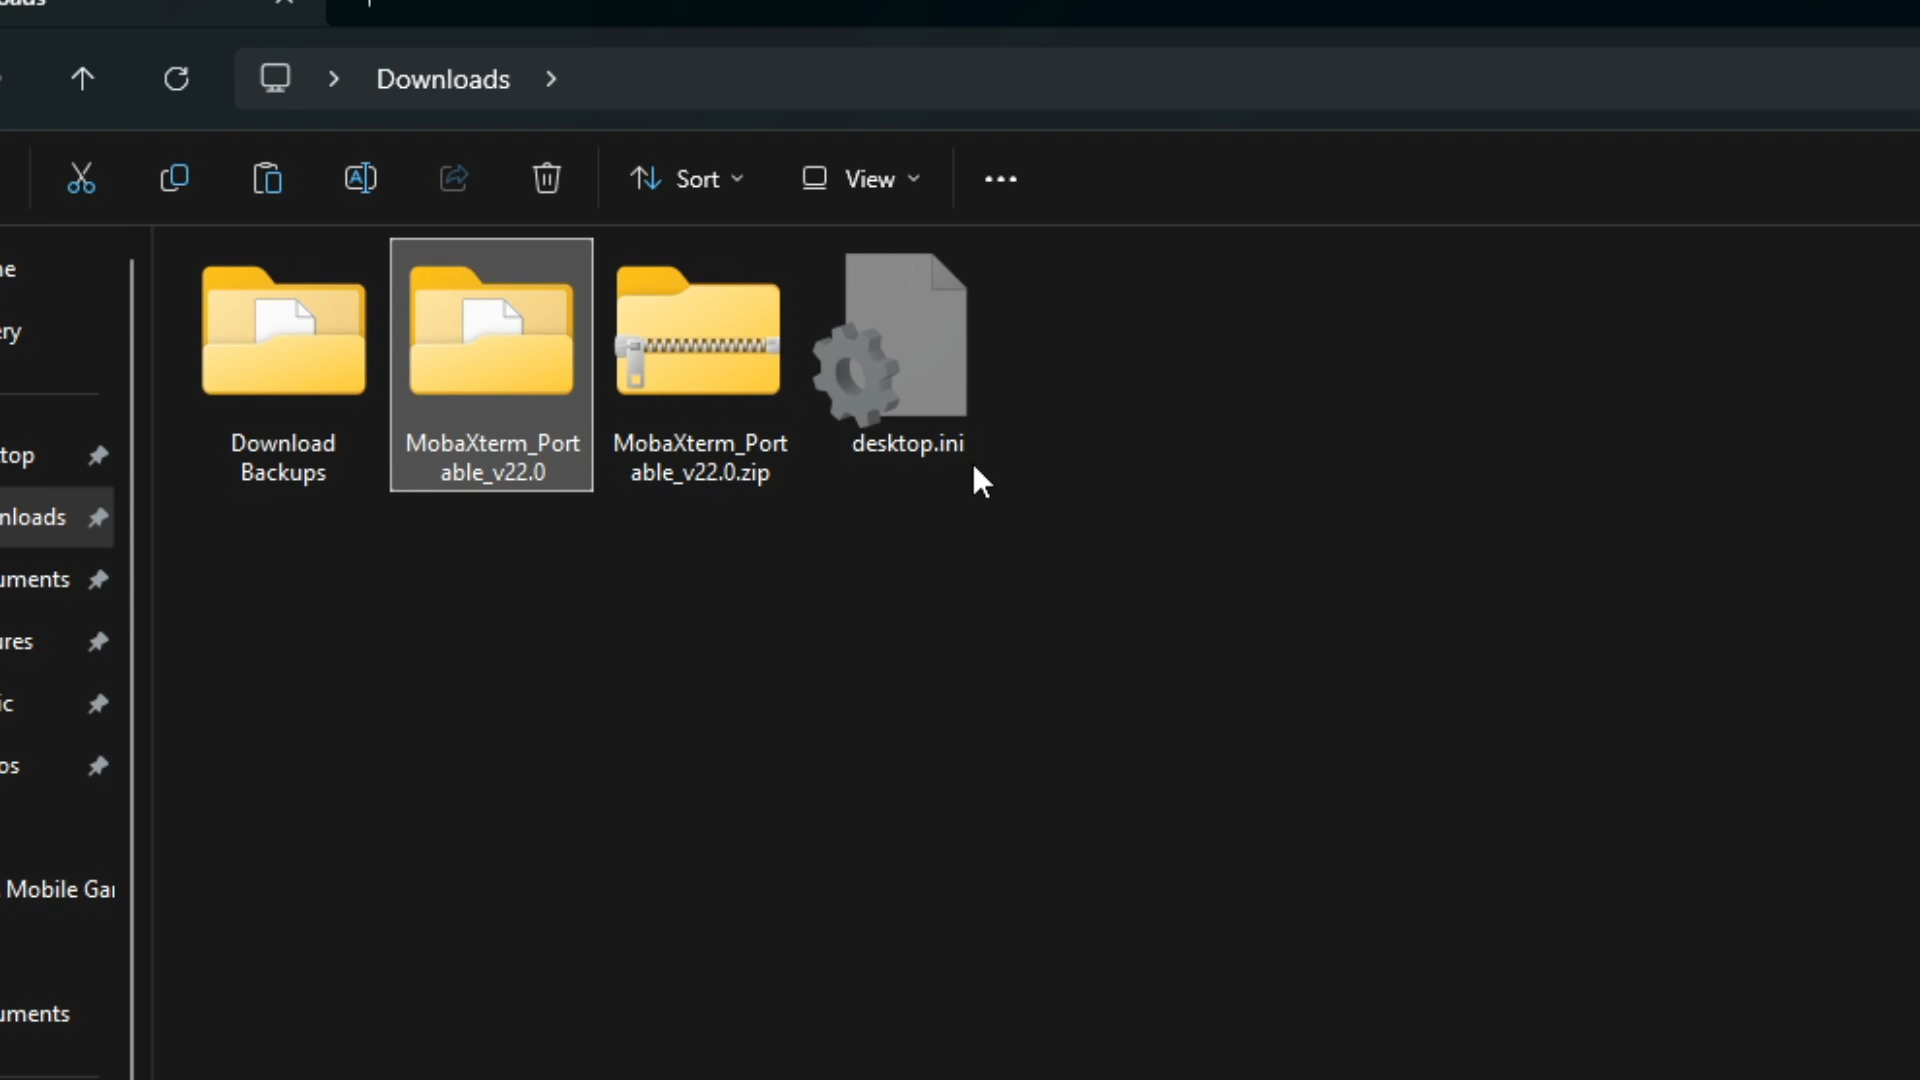 Downloads
Sort
View
Download
Backups
MobaXterm_Port
able_v22.0
MobaXterm_Port
able_v22.0.zip
desktop.ini
top
nloads
uments
ures
ic
os
Mobile Gar
uments